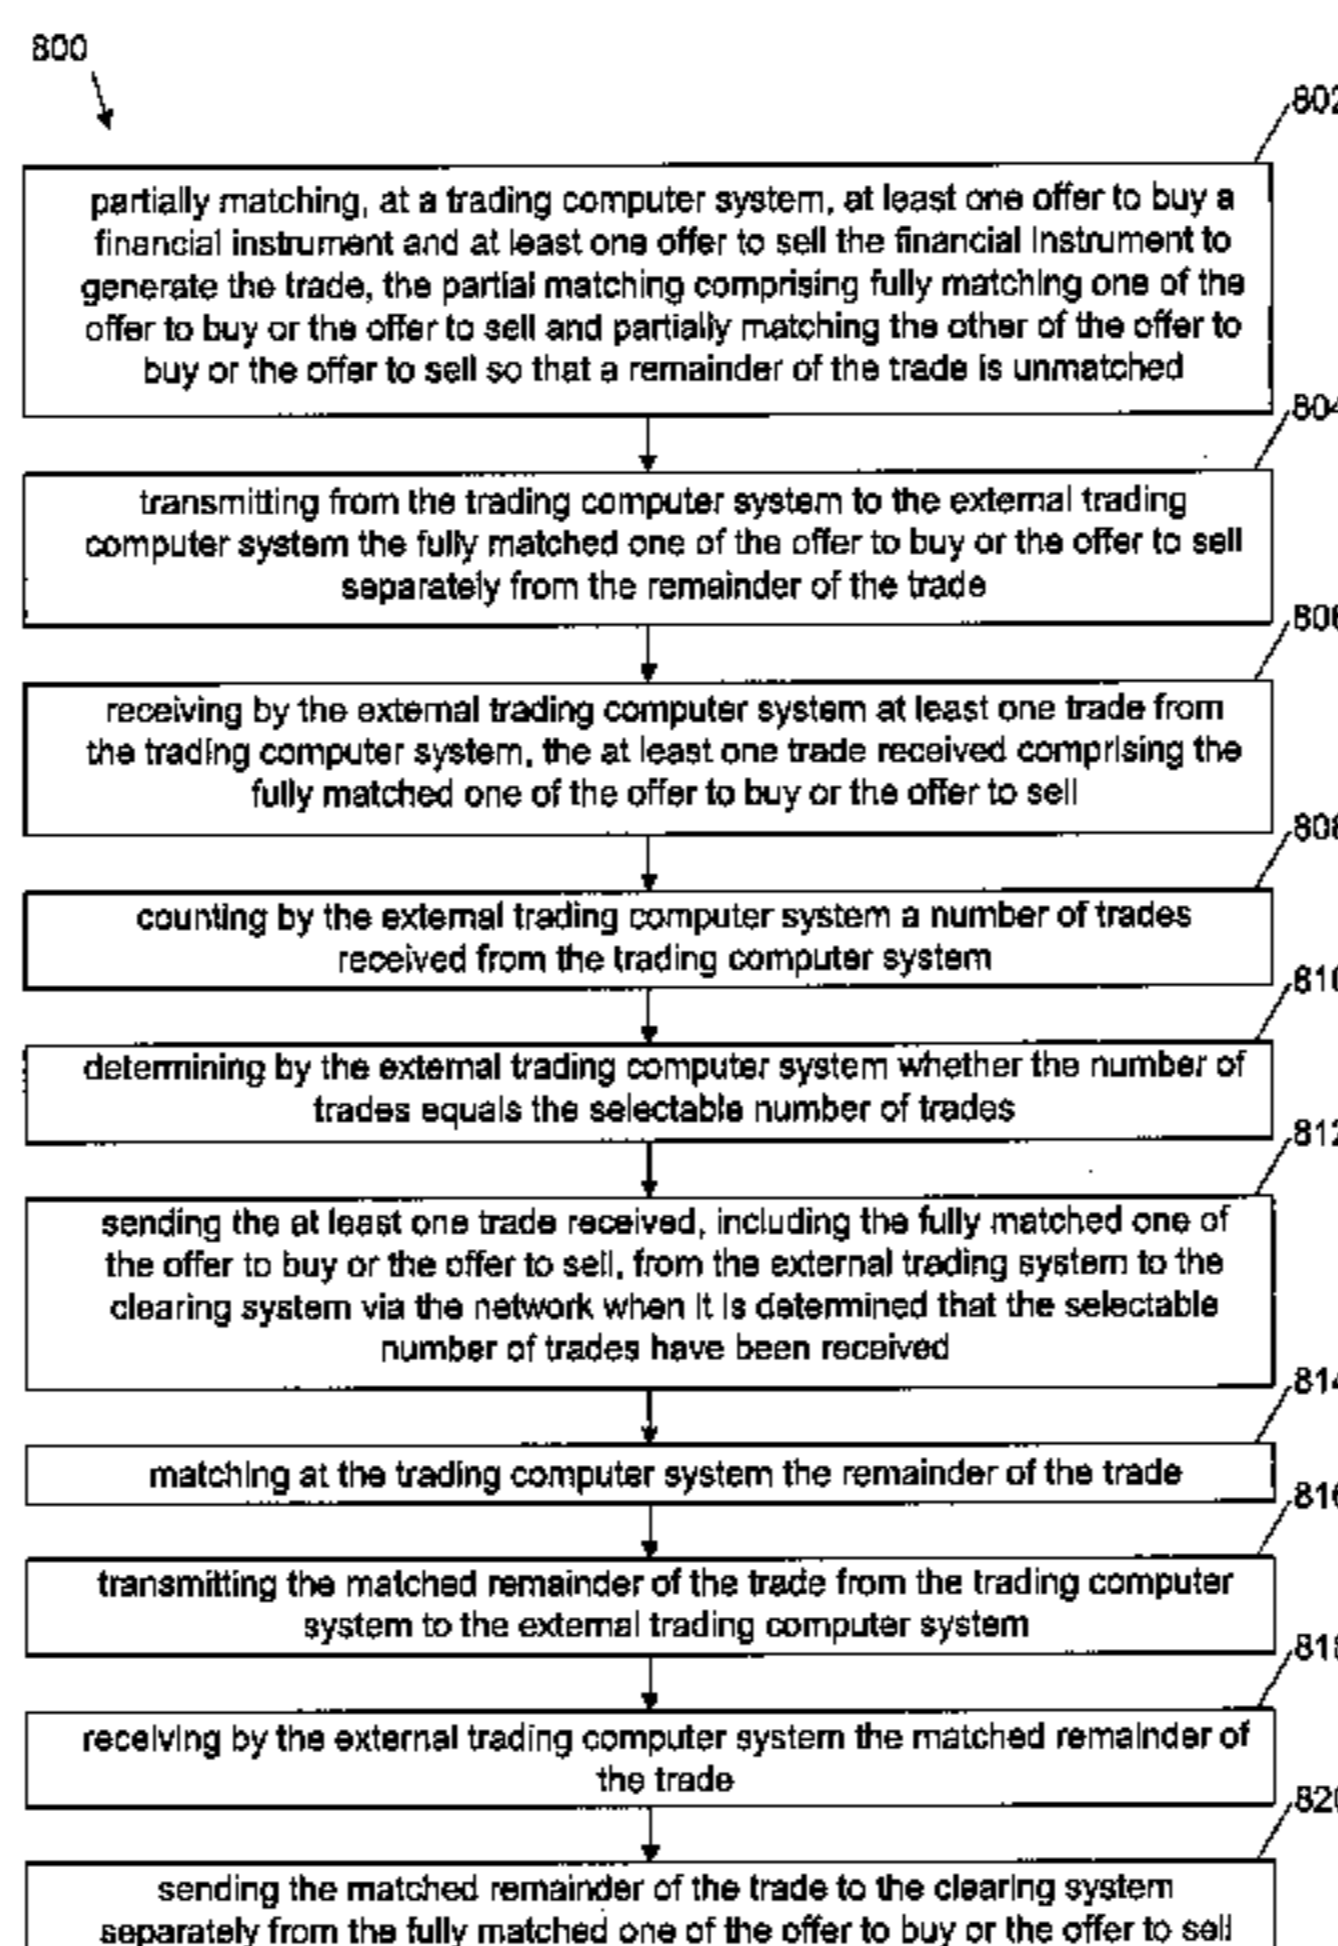 800
802
partially matching, at a trading computer system, at least one offer to buy a
financial instrument and at least one offer to sell the financial instrument to
generate the trade, the partial matching comprising fully matching one of the
offer to buy or the offer to sell and partially matching the other of the offer to
buy or the offer to sell so that a remainder of the trade is unmatched
804
transmitting from the trading computer system to the external trading
computer system the fully matched one of the offer to buy or the offer to sell
separately from the remainder of the trade
806
receiving by the external trading computer system at least one trade from
the trading computer system, the at least one trade received comprising the
fully matched one of the offer to buy or the offer to sell
808
counting by the external trading computer system a number of trades
received from the trading computer system
810
determining by the external trading computer system whether the number of
trades equals the selectable number of trades
812
sending the at least one trade received, including the fully matched one of
the offer to buy or the offer to sell, from the external trading system to the
clearing system via the network when it is determined that the selectable
number of trades have been received
814
matching at the trading computer system the remainder of the trade
816
transmitting the matched remainder of the trade from the trading computer
system to the external trading computer system
818
receiving by the external trading computer system the matched remainder of
the trade
820
sending the matched remainder of the trade to the clearing system
separately from the fully matched one of the offer to buy or the offer to sell